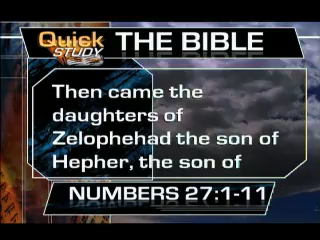 Quick
STUDY
THE BIBLE
Then came the
daughters of
Zelophehad the son of
Hepher, the son of
NUMBERS 27:1-11